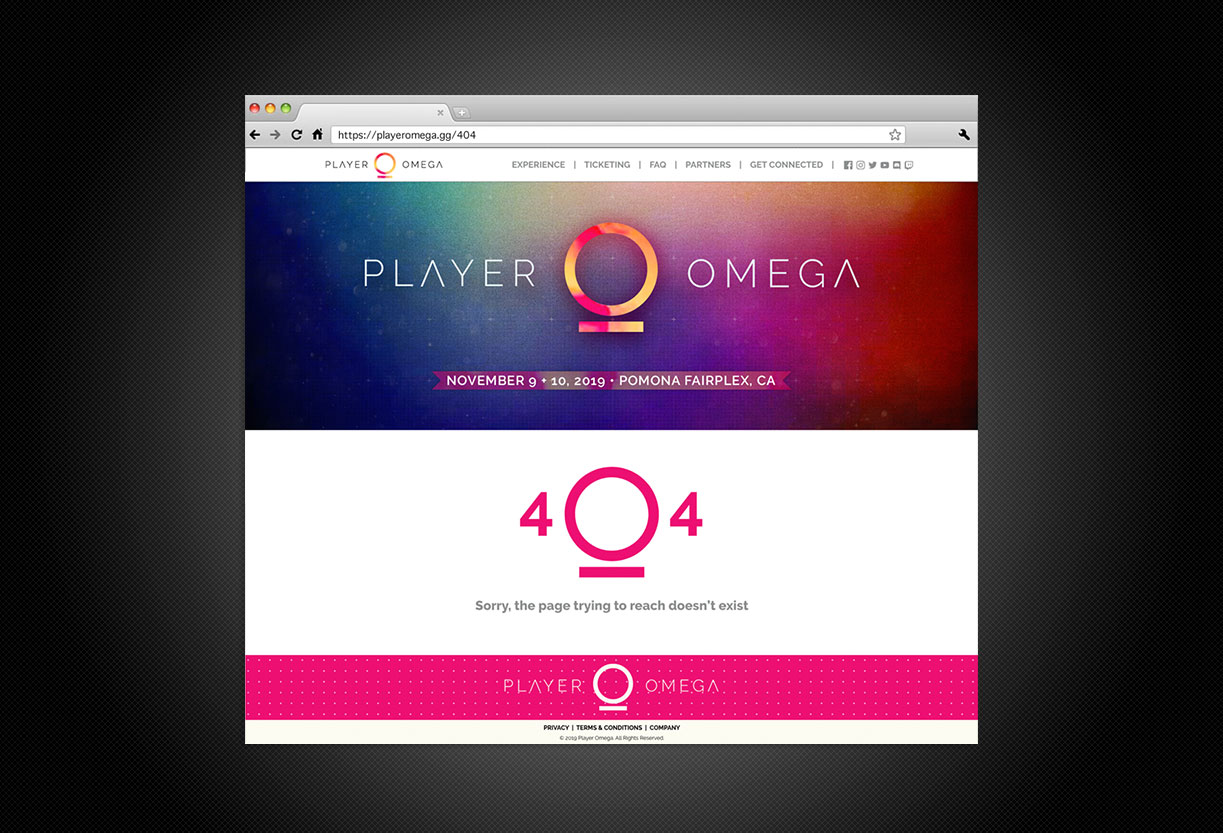 https://playeromega.gg/404
PLAYER OMEGA
EXPERIENCE | TICKETING | FAQ | PARTNERS | GET CONNECTED |
PLAYER OMEGA
NOVEMBER 9 + 10, 2019 • POMONA FAIRPLEX, CA
404
Sorry, the page trying to reach doesn't exist
PLAYER OMEGA
PRIVACY | TERMS & CONDITIONS | COMPANY
© 2019 Player Omega. All Rights Reserved.